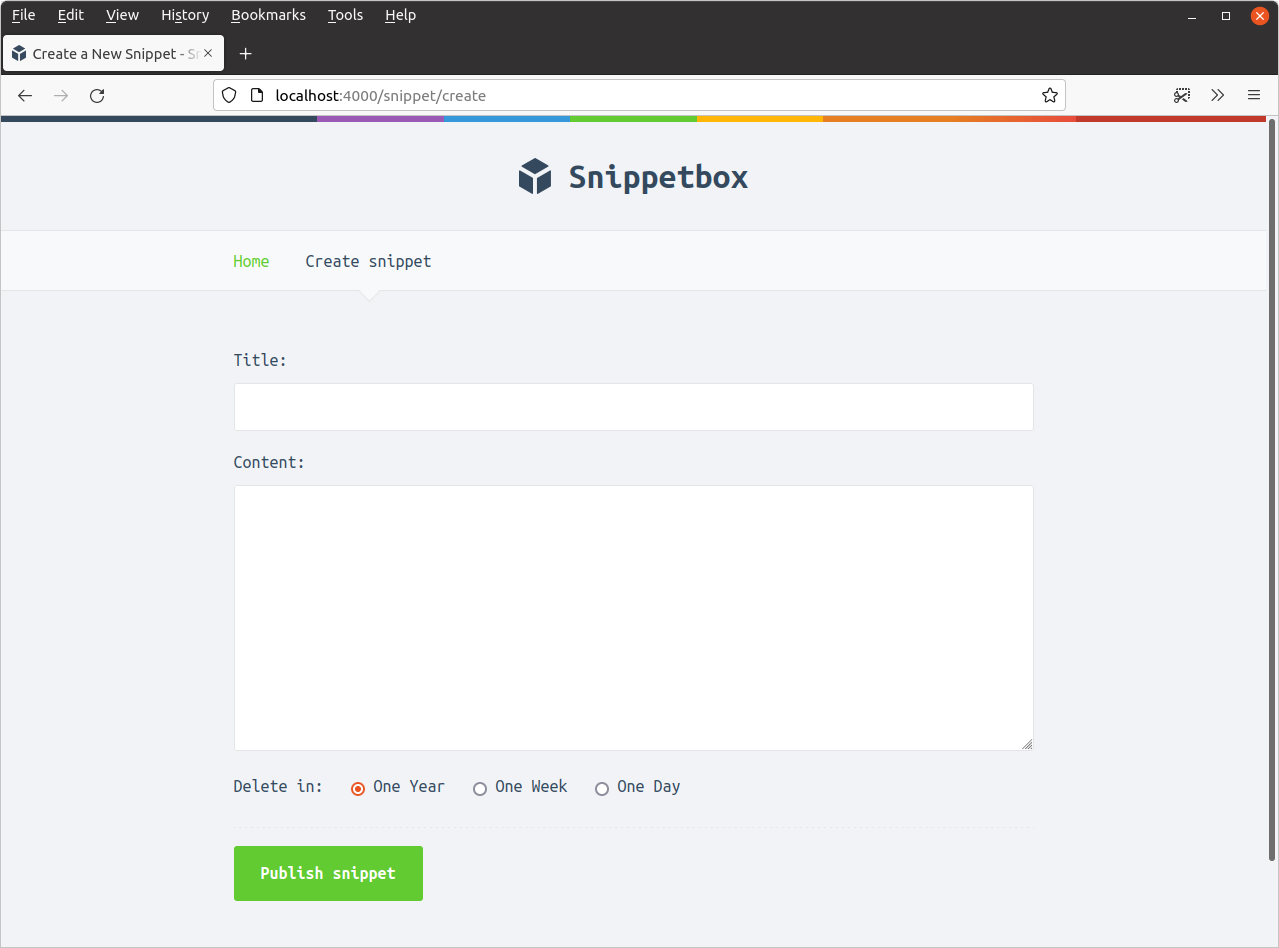 File Edit View History Bookmarks Tools Help
Create a New Snippet - Sn
localhost:4000/snippet/create
Snippetbox
Home Create snippet
Title:
Content:
Delete in: One Year One Week One Day
Publish snippet